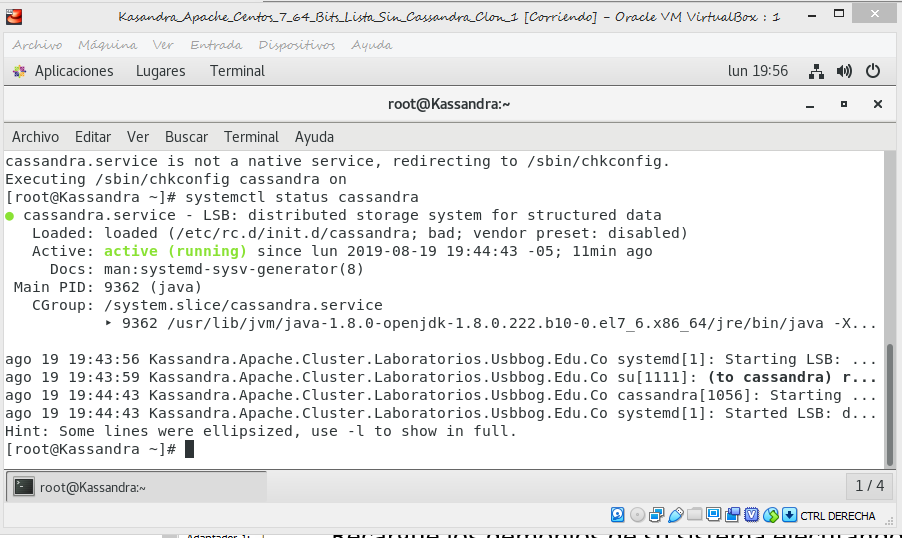 Kasandra_Apache_Centos_7_64_Bits_Lista_Sin_Cassandra_Clon_1 [Corriendo] - Oracle VM VirtualBox : 1
Archivo Máquina Ver Entrada Dispositivos Ayuda
Aplicaciones Lugares Terminal lun 19:56
root@Kassandra:~
Archivo Editar Ver Buscar Terminal Ayuda
cassandra.service is not a native service, redirecting to /sbin/chkconfig.
Executing /sbin/chkconfig cassandra on
[root@Kassandra ~]# systemctl status cassandra
● cassandra.service - LSB: distributed storage system for structured data
Loaded: loaded (/etc/rc.d/init.d/cassandra; bad; vendor preset: disabled)
Active: active (running) since lun 2019-08-19 19:44:43 -05; 11min ago
Docs: man:systemd-sysv-generator(8)
Main PID: 9362 (java)
CGroup: /system.slice/cassandra.service
‣ 9362 /usr/lib/jvm/java-1.8.0-openjdk-1.8.0.222.b10-0.el7_6.x86_64/jre/bin/java -X...
ago 19 19:43:56 Kassandra.Apache.Cluster.Laboratorios.Usbbog.Edu.Co systemd[1]: Starting LSB: ...
ago 19 19:43:59 Kassandra.Apache.Cluster.Laboratorios.Usbbog.Edu.Co su[1111]: (to cassandra) r...
ago 19 19:44:43 Kassandra.Apache.Cluster.Laboratorios.Usbbog.Edu.Co cassandra[1056]: Starting ...
ago 19 19:44:43 Kassandra.Apache.Cluster.Laboratorios.Usbbog.Edu.Co systemd[1]: Started LSB: d...
Hint: Some lines were ellipsized, use -l to show in full.
[root@Kassandra ~]#
root@Kassandra:~ 1 / 4
CTRL DERECHA
Adaptador 1: Recargue los demonios de su sistema ejecutando